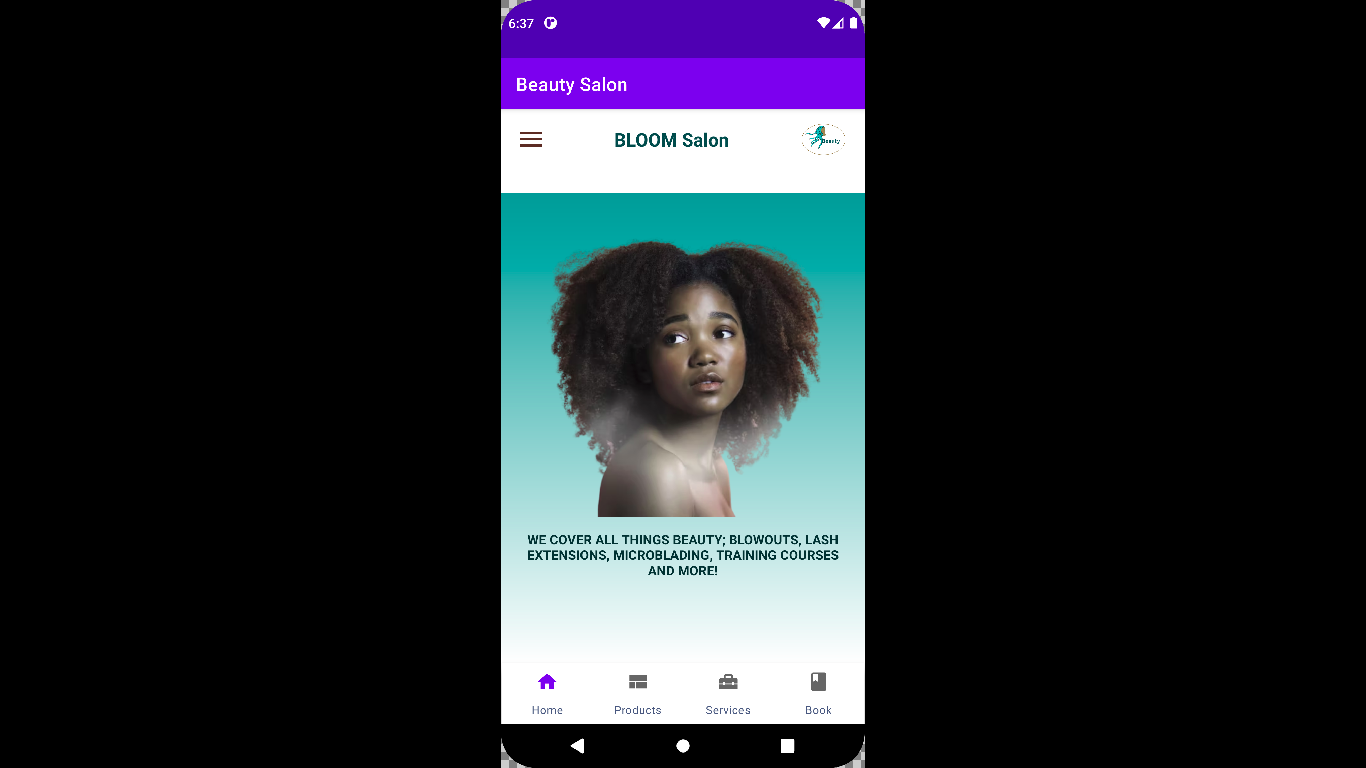 6:37
Beauty Salon
BLOOM Salon
Beauty
WE COVER ALL THINGS BEAUTY; BLOWOUTS, LASH
EXTENSIONS, MICROBLADING, TRAINING COURSES
AND MORE!
Home
Products
Services
Book